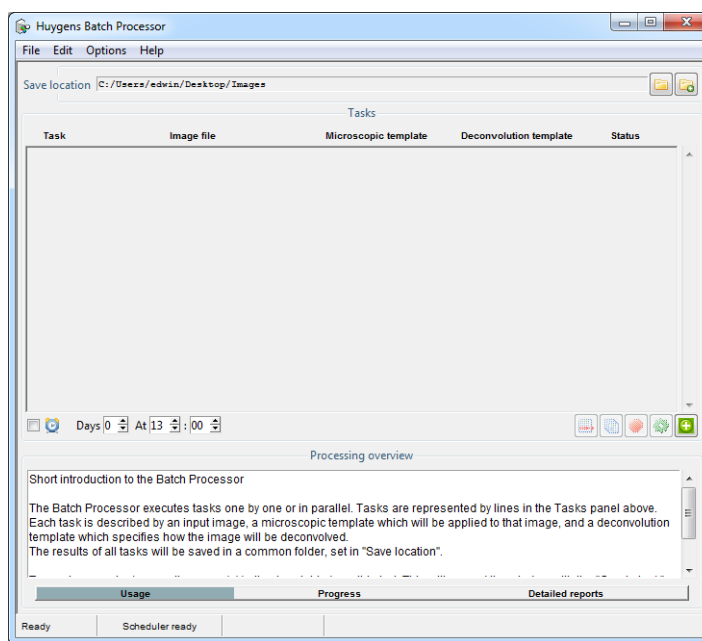 Huygens Batch Processor
File Edit Options Help
Save location C:/Users/edwin/Desktop/Images
Tasks
Task Image file Microscopic template Deconvolution template Status
Days 0 At 13 : 00
Processing overview
Short introduction to the Batch Processor
The Batch Processor executes tasks one by one or in parallel. Tasks are represented by lines in the Tasks panel above.
Each task is described by an input image, a microscopic template which will be applied to that image, and a deconvolution
template which specifies how the image will be deconvolved.
The results of all tasks will be saved in a common folder, set in "Save location".
Usage Progress Detailed reports
Ready Scheduler ready